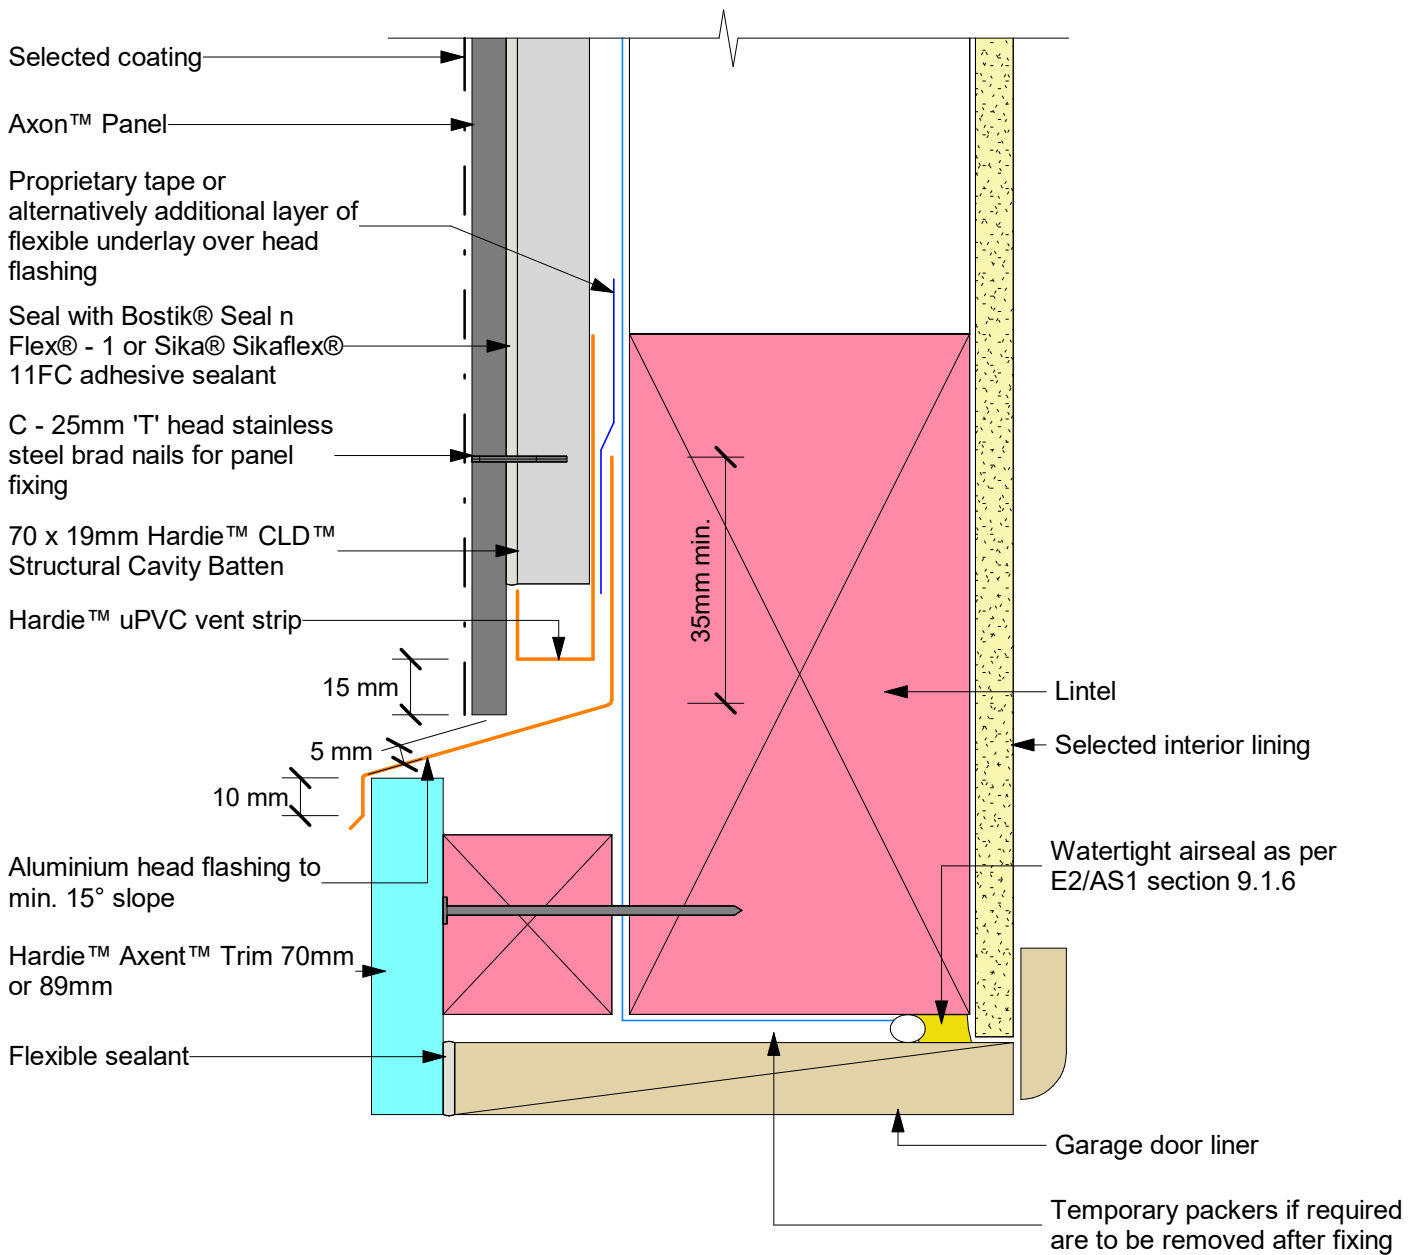 Selected coating
Axon™ Panel
Proprietary tape or
alternatively additional layer of
flexible underlay over head
flashing
Seal with Bostik® Seal n
Flex® - 1 or Sika® Sikaflex®
11FC adhesive sealant
C - 25mm 'T' head stainless
steel brad nails for panel
fixing
70 x 19mm Hardie™ CLD™
Structural Cavity Batten
Hardie™ uPVC vent strip
15 mm
5 mm
10 mm
Aluminium head flashing to
min. 15° slope
Hardie™ Axent™ Trim 70mm
or 89mm
Flexible sealant
35mm min.
Lintel
Selected interior lining
Watertight airseal as per
E2/AS1 section 9.1.6
Garage door liner
Temporary packers if required
are to be removed after fixing